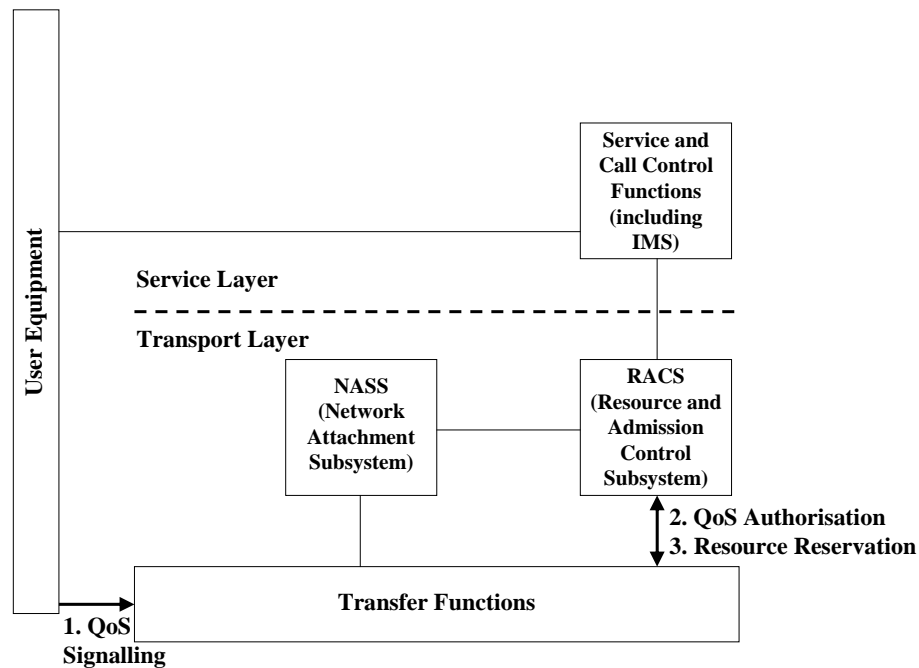 User Equipment
Service and
Call Control
Functions
(including
IMS)
Service Layer
Transport Layer
NASS
(Network
Attachment
Subsystem)
RACS
(Resource and
Admission
Control
Subsystem)
2. QoS Authorisation
3. Resource Reservation
Transfer Functions
1. QoS
Signalling